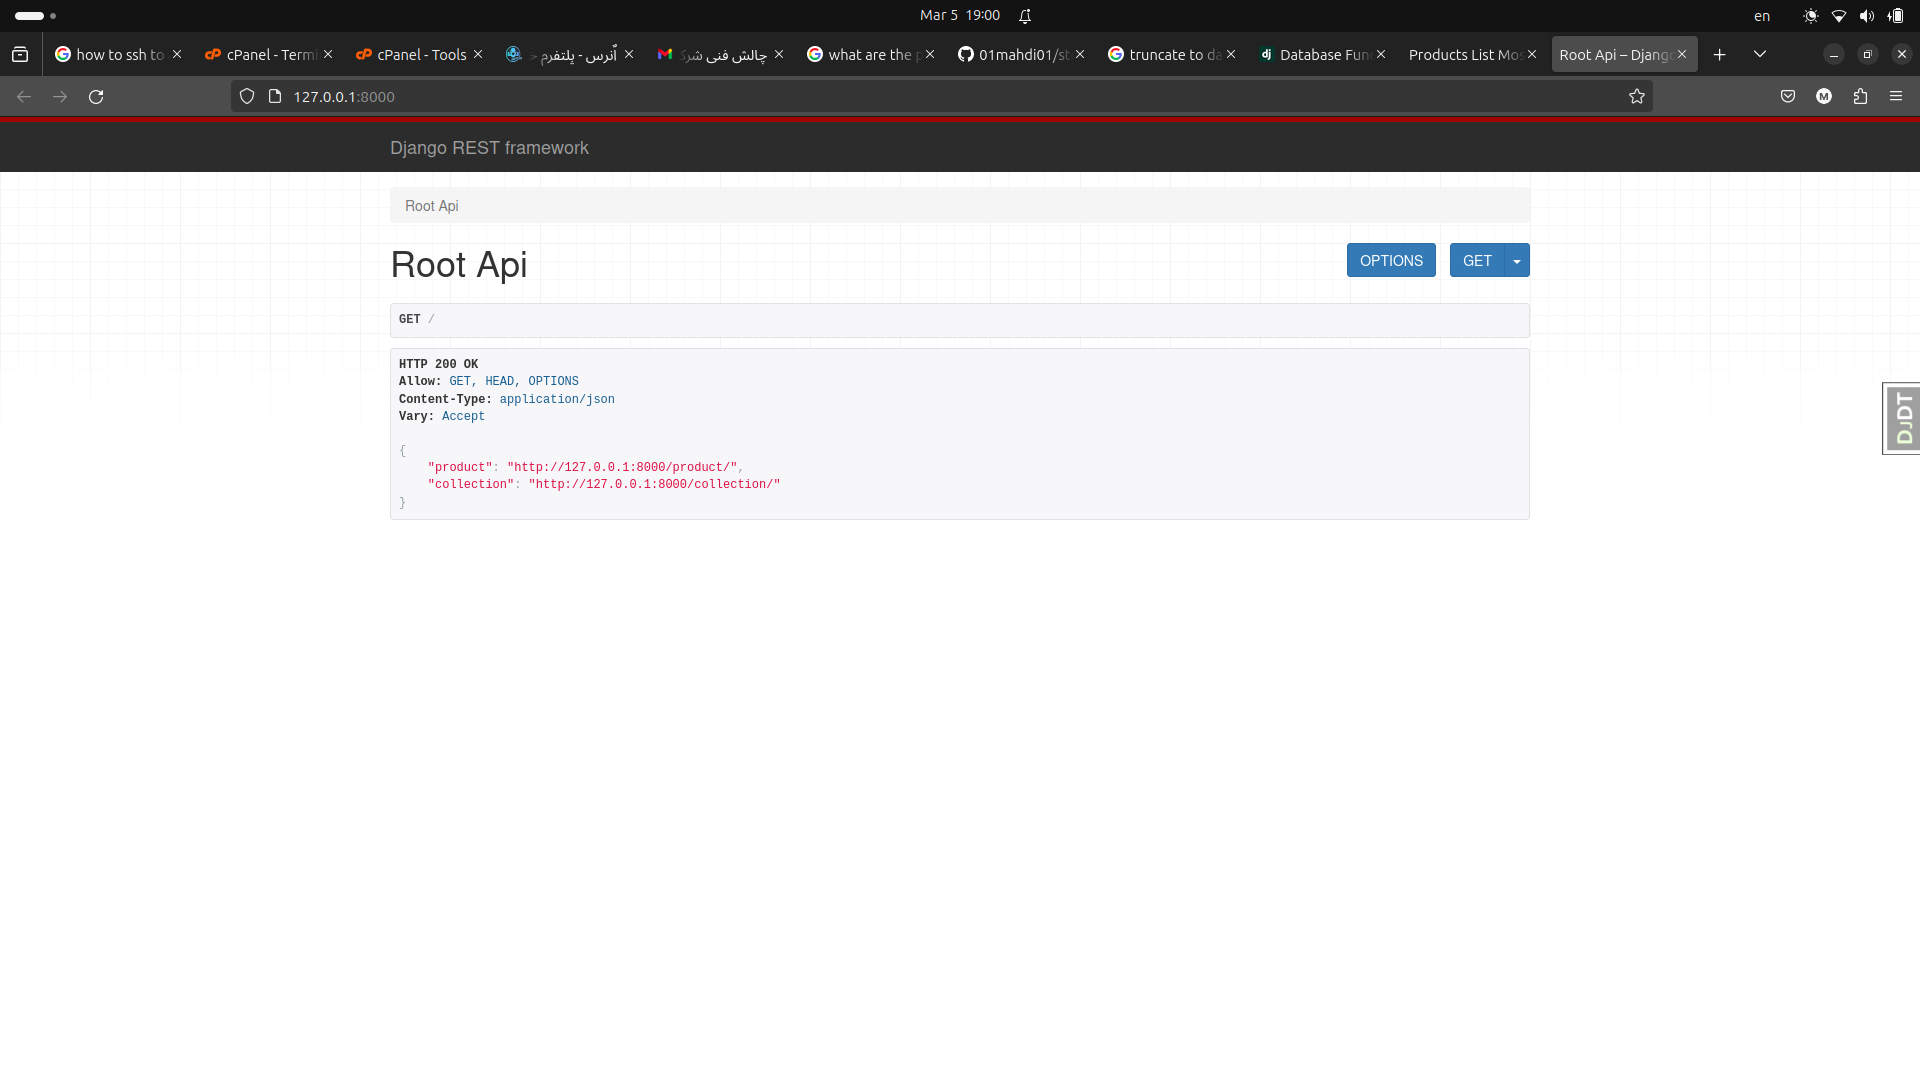 Mar 5 19:00
en
how to ssh to
cPanel - Termi
cPanel - Tools
آنرس - پلتفرم
چالش فنی شرک
what are the p
01mahdi01/st
truncate to da
Database Fun
Products List Mos
Root Api – Django
127.0.0.1:8000
M
Django REST framework
Root Api
Root Api
OPTIONS
GET
GET /
HTTP 200 OK
Allow: GET, HEAD, OPTIONS
Content-Type: application/json
Vary: Accept
{
"product": "http://127.0.0.1:8000/product/",
"collection": "http://127.0.0.1:8000/collection/"
}
DJDT